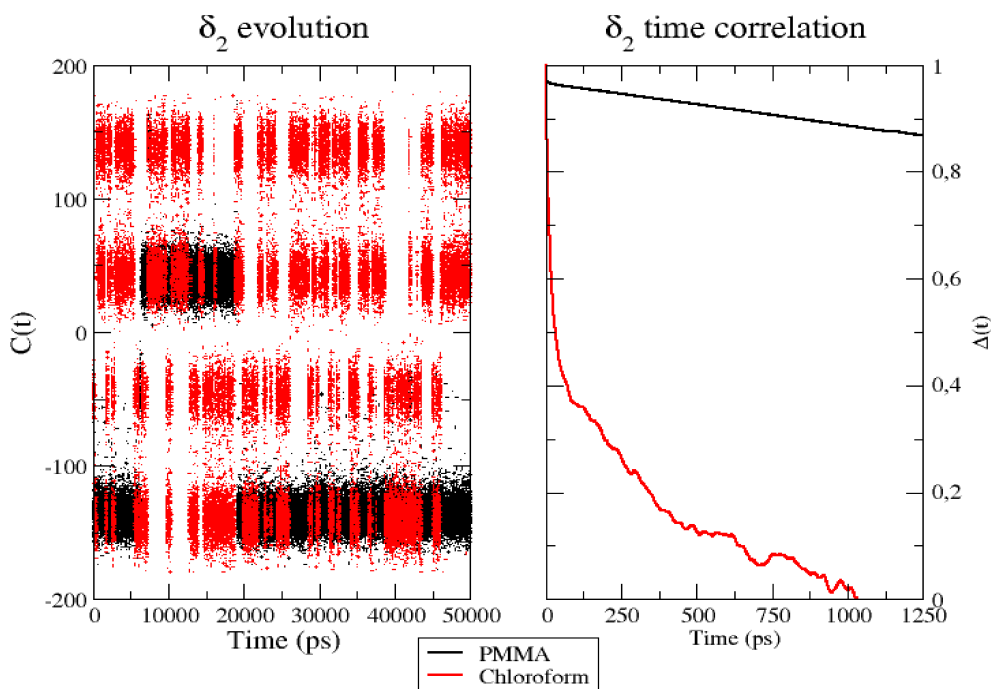 δ₂ evolution
δ₂ time correlation
200
100
0
-100
-200
C(t)
0 10000 20000 30000 40000 50000
Time (ps)
1
0,8
0,6
0,4
0,2
0
Δ(t)
0 250 500 750 1000 1250
Time (ps)
PMMA
Chloroform